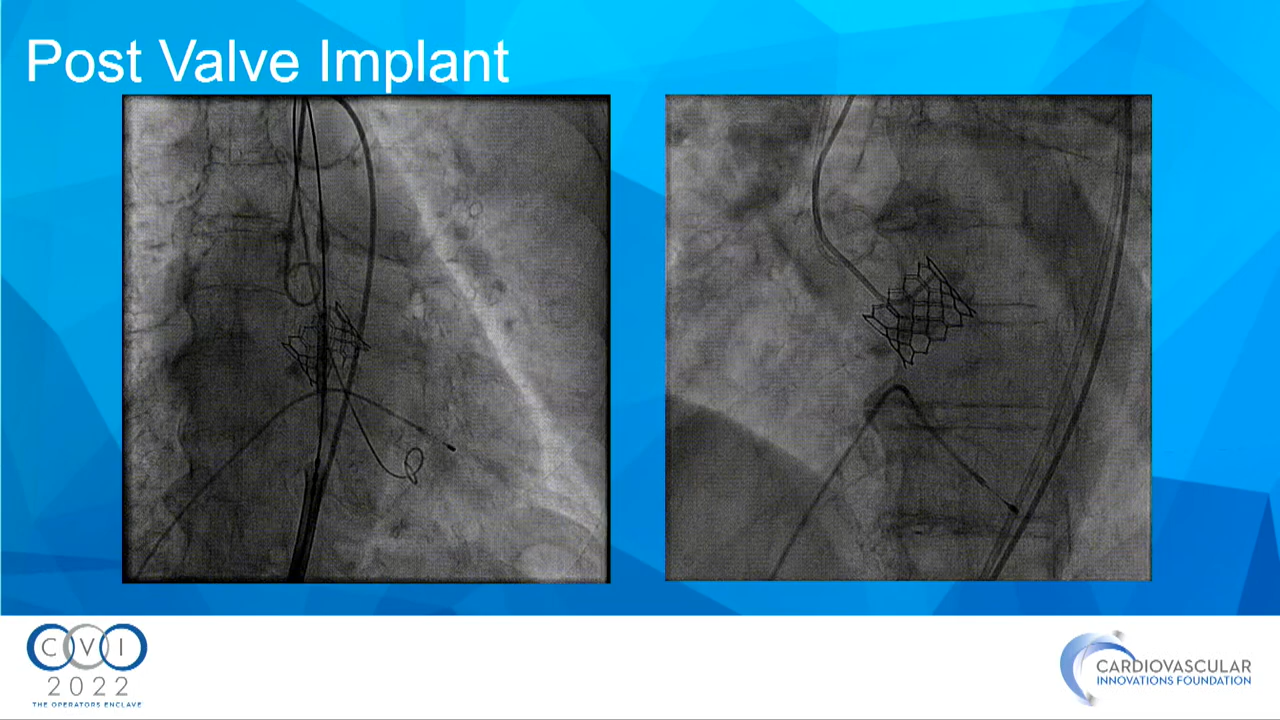 Post Valve Implant
CVI
2022
THE OPERATORS ENCLAVE
CARDIOVASCULAR
INNOVATIONS FOUNDATION